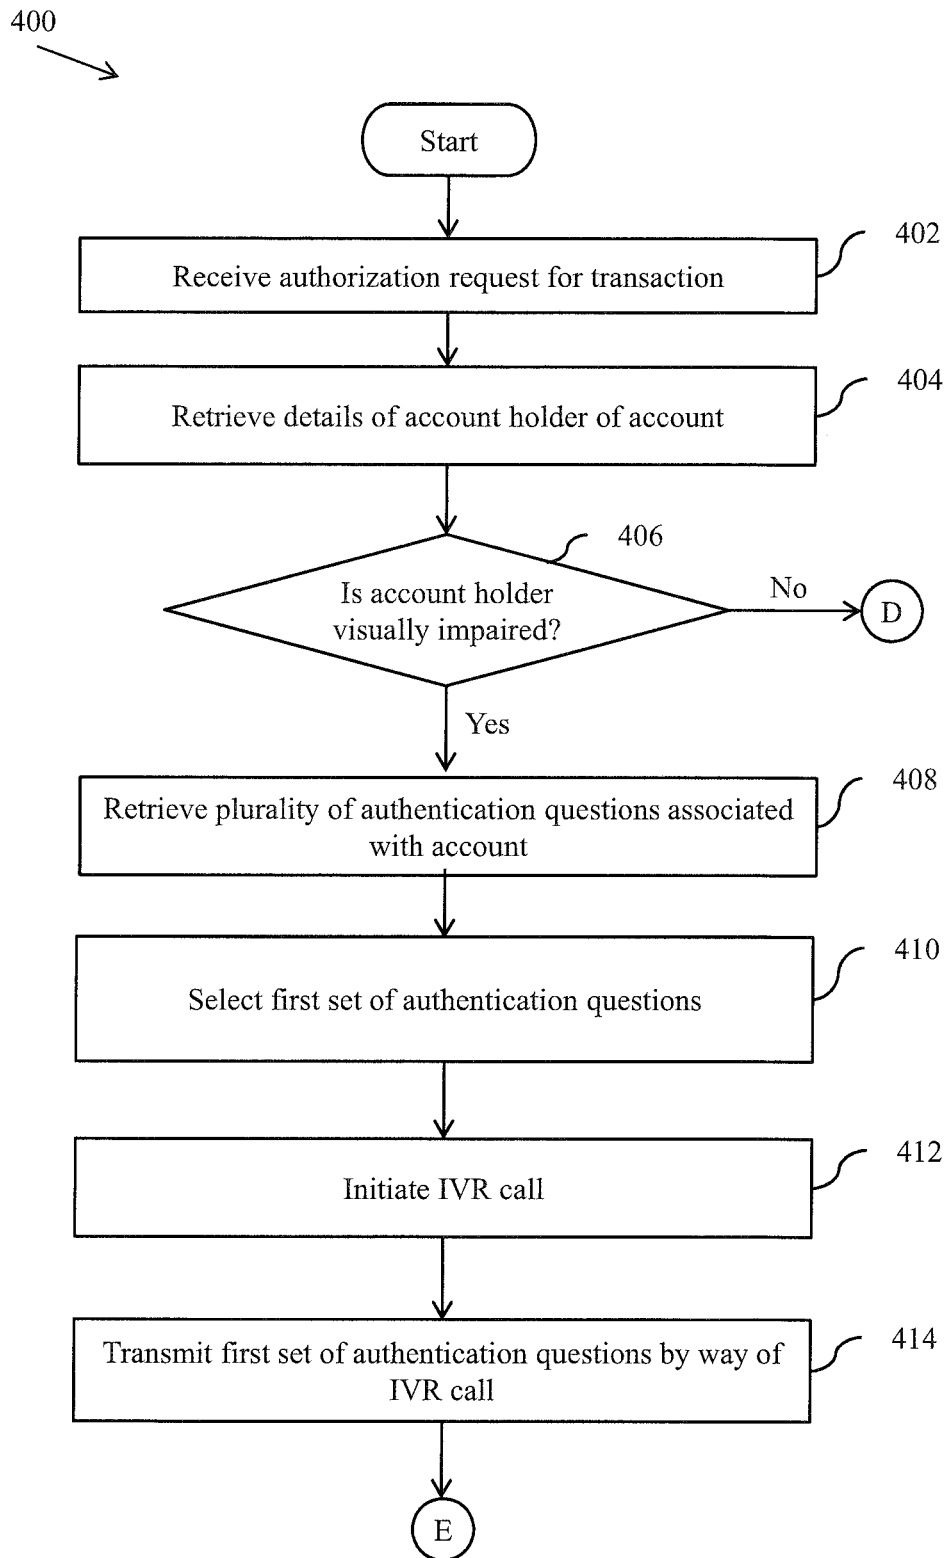 400
Start
402
Receive authorization request for transaction
404
Retrieve details of account holder of account
406
Is account holder
visually impaired?
No
D
Yes
408
Retrieve plurality of authentication questions associated
with account
410
Select first set of authentication questions
412
Initiate IVR call
414
Transmit first set of authentication questions by way of
IVR call
E